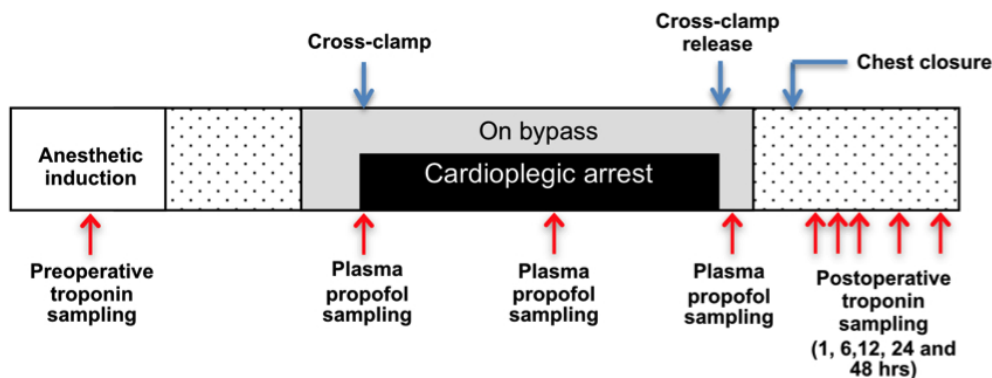 Cross-clamp
Cross-clamp
release
Chest closure
Anesthetic
induction
On bypass
Cardioplegic arrest
Preoperative
troponin
sampling
Plasma
propofol
sampling
Plasma
propofol
sampling
Plasma
propofol
sampling
Postoperative
troponin
sampling
(1, 6,12, 24 and
48 hrs)